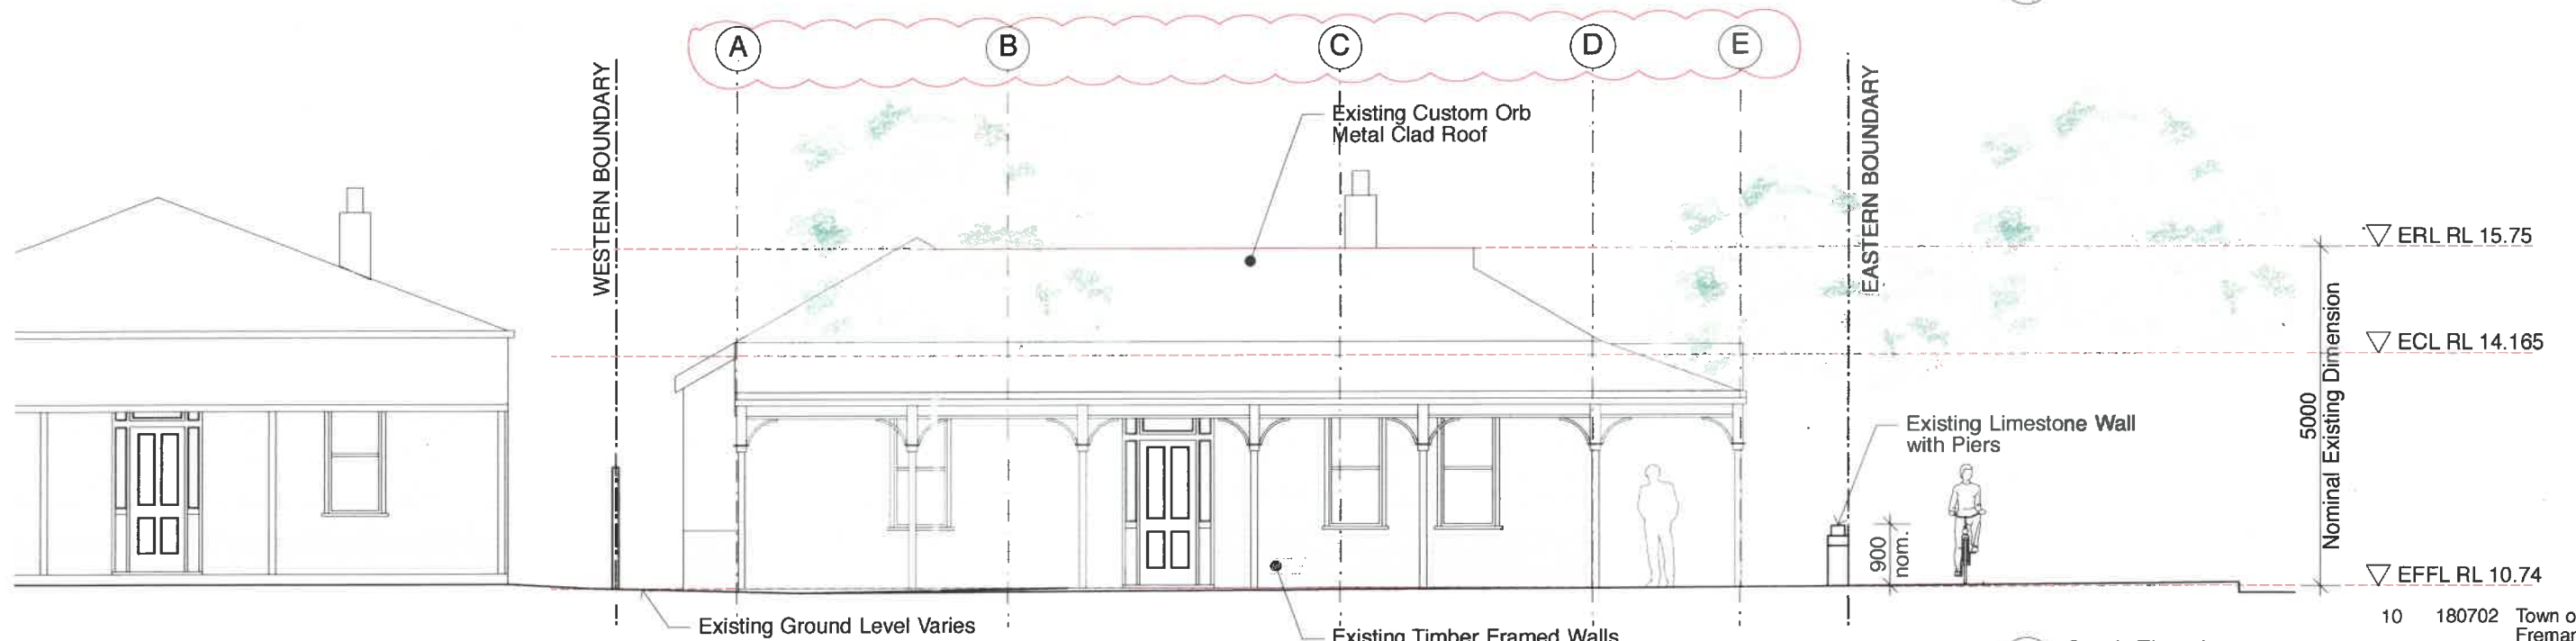 A
B
C
D
E
WESTERN BOUNDARY
Existing Custom Orb
Metal Clad Roof
EASTERN BOUNDARY
ERL RL 15.75
ECL RL 14.165
5000
Nominal Existing Dimension
Existing Limestone Wall
with Piers
900
nom.
EFFL RL 10.74
Existing Ground Level Varies
Existing Timber Framed Walls
10 180702 Town o